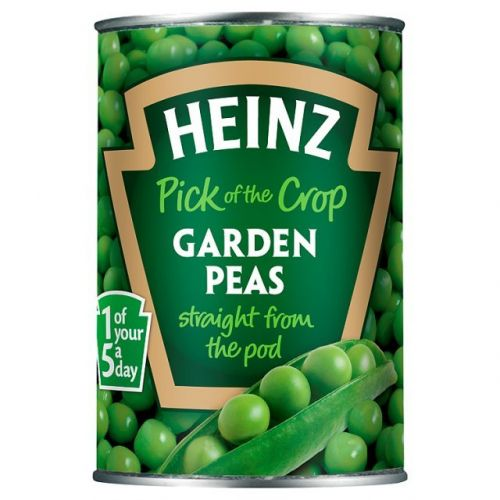 HEINZ
Pick of the Crop
GARDEN
PEAS
straight from
the pod
1 of
your
5 a
day